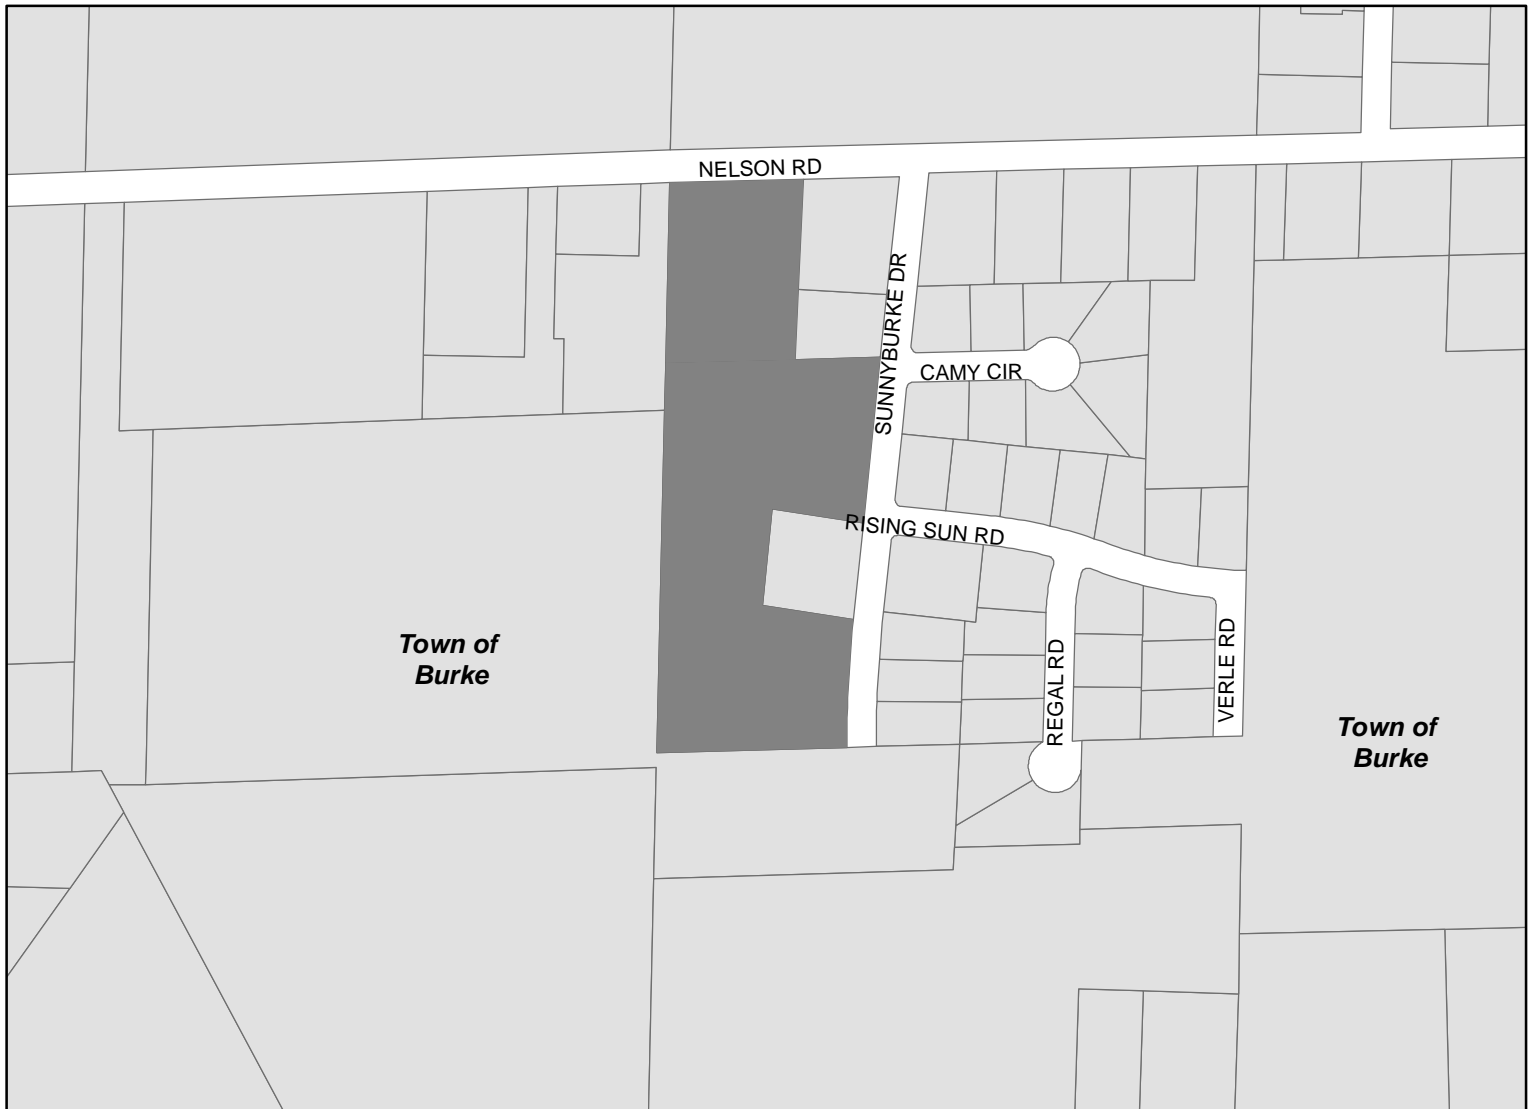 NELSON RD
SUNNYBURKE DR
CAMY CIR
RISING SUN RD
Town of
Burke
REGAL RD
VERLE RD
Town of
Burke